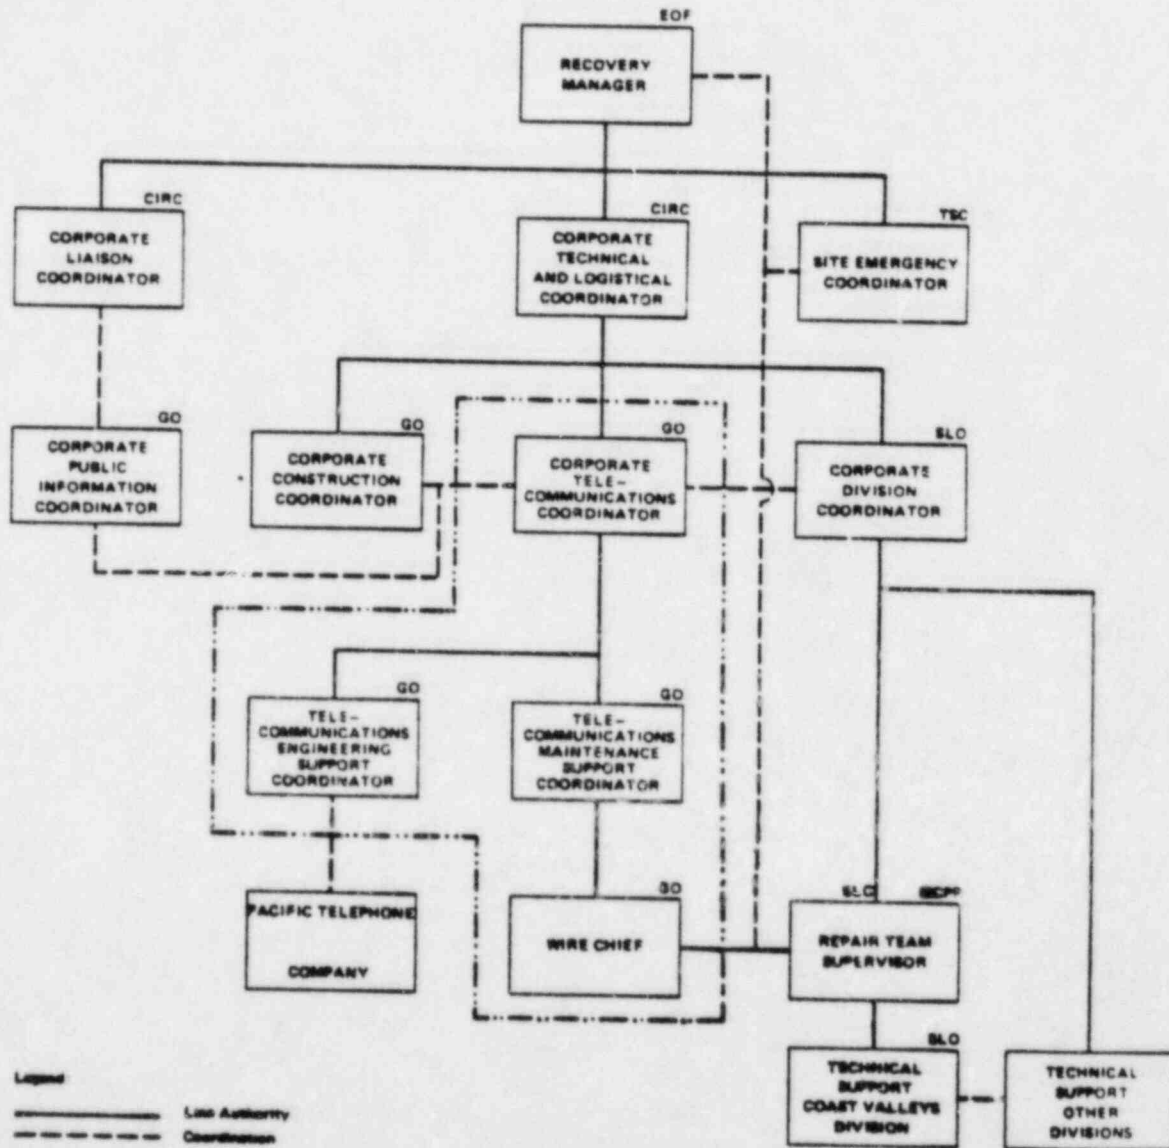 EOF
RECOVERY
MANAGER
CIRC
CORPORATE
LIAISON
COORDINATOR
CIRC
CORPORATE
TECHNICAL
AND LOGISTICAL
COORDINATOR
TSC
SITE EMERGENCY
COORDINATOR
GO
CORPORATE
PUBLIC
INFORMATION
COORDINATOR
GO
CORPORATE
CONSTRUCTION
COORDINATOR
GO
CORPORATE
TELE-
COMMUNICATIONS
COORDINATOR
SLO
CORPORATE
DIVISION
COORDINATOR
GO
TELE-
COMMUNICATIONS
ENGINEERING
SUPPORT
COORDINATOR
GO
TELE-
COMMUNICATIONS
MAINTENANCE
SUPPORT
COORDINATOR
PACIFIC TELEPHONE
COMPANY
GO
WIRE CHIEF
REPAIR TEAM
SUPERVISOR
SLO
TECHNICAL
SUPPORT
COAST VALLEYS
DIVISION
TECHNICAL
SUPPORT
OTHER
DIVISIONS
Legend
Line Authority
Coordination